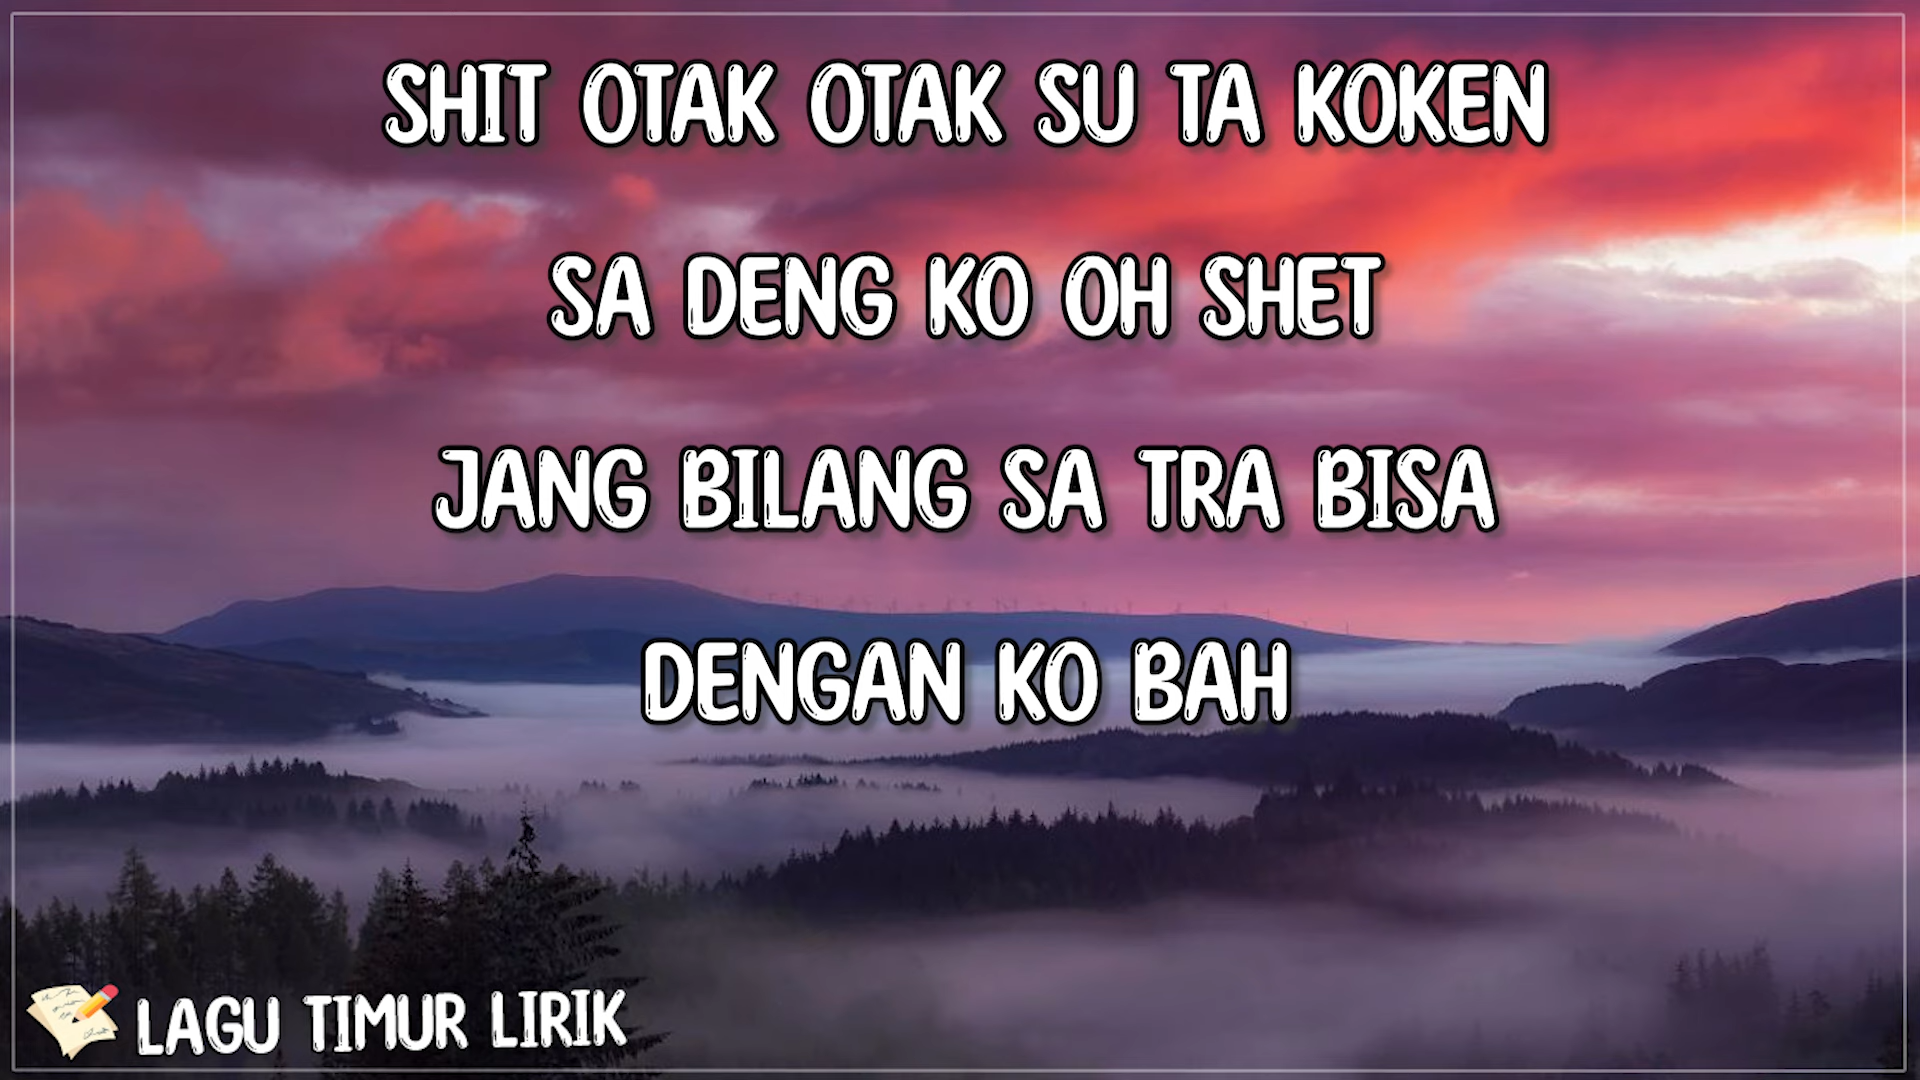 SHIT OTAK OTAK SU TA KOKEN
SA DENG KO OH SHET
JANG BILANG SA TRA BISA
DENGAN KO BAH
LAGU TIMUR LIRIK